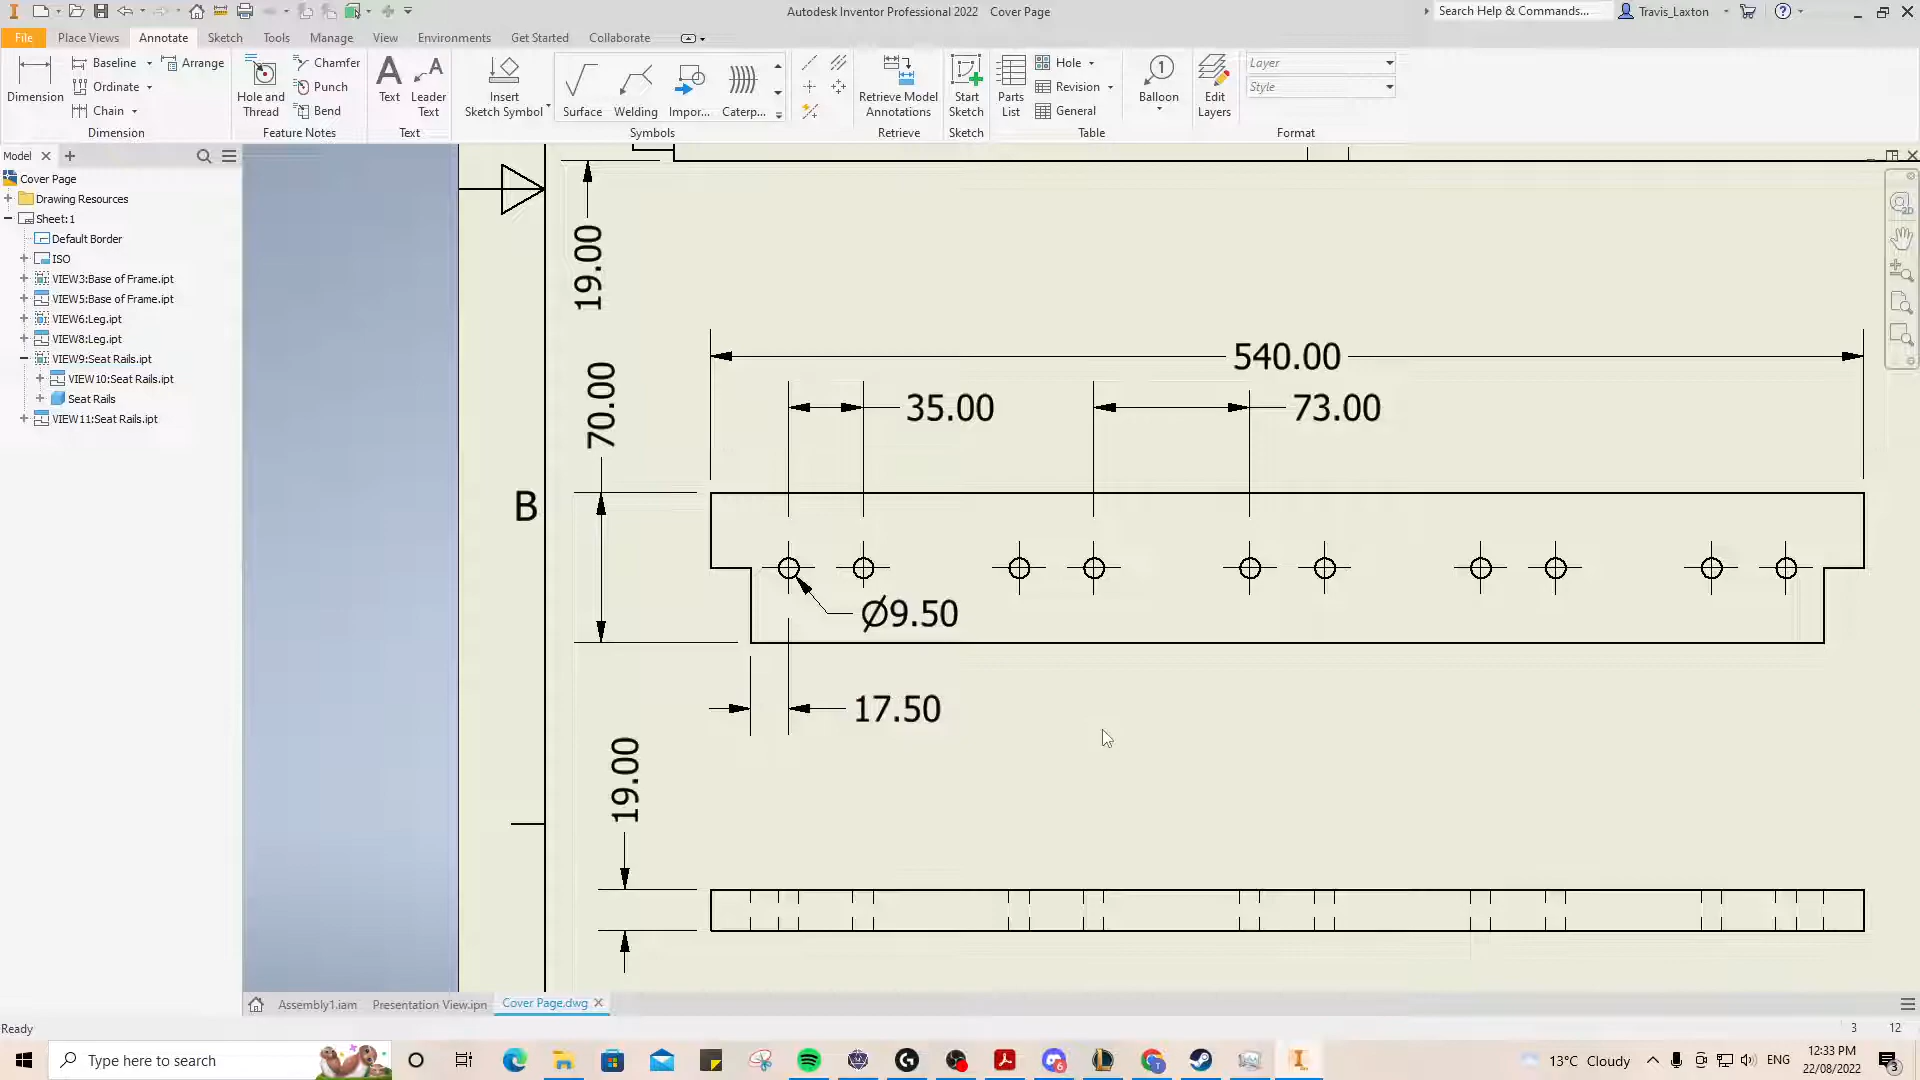 Autodesk Inventor Professional 2022 Cover Page
Search Help & Commands...
Travis_Laxton
File Place Views Annotate Sketch Tools Manage View Environments Get Started Collaborate
Dimension
Baseline
Ordinate
Chain
Arrange
Dimension
Hole and Thread
Chamfer
Punch
Bend
Feature Notes
Text
Leader Text
Text
Insert Sketch Symbol
Surface
Welding
Impor...
Caterp...
Symbols
Retrieve Model Annotations
Retrieve
Start Sketch
Sketch
Parts List
Hole
Revision
General
Table
Balloon
Edit Layers
Layer
Style
Format
Model
Cover Page
Drawing Resources
Sheet:1
Default Border
ISO
VIEW3:Base of Frame.ipt
VIEW5:Base of Frame.ipt
VIEW6:Leg.ipt
VIEW8:Leg.ipt
VIEW9:Seat Rails.ipt
VIEW10:Seat Rails.ipt
Seat Rails
VIEW11:Seat Rails.ipt
19.00
540.00
70.00
35.00
73.00
B
Ø9.50
17.50
19.00
Assembly1.iam Presentation View.ipn Cover Page.dwg
Ready
3 12
Type here to search
13°C Cloudy
ENG
12:33 PM
22/08/2022